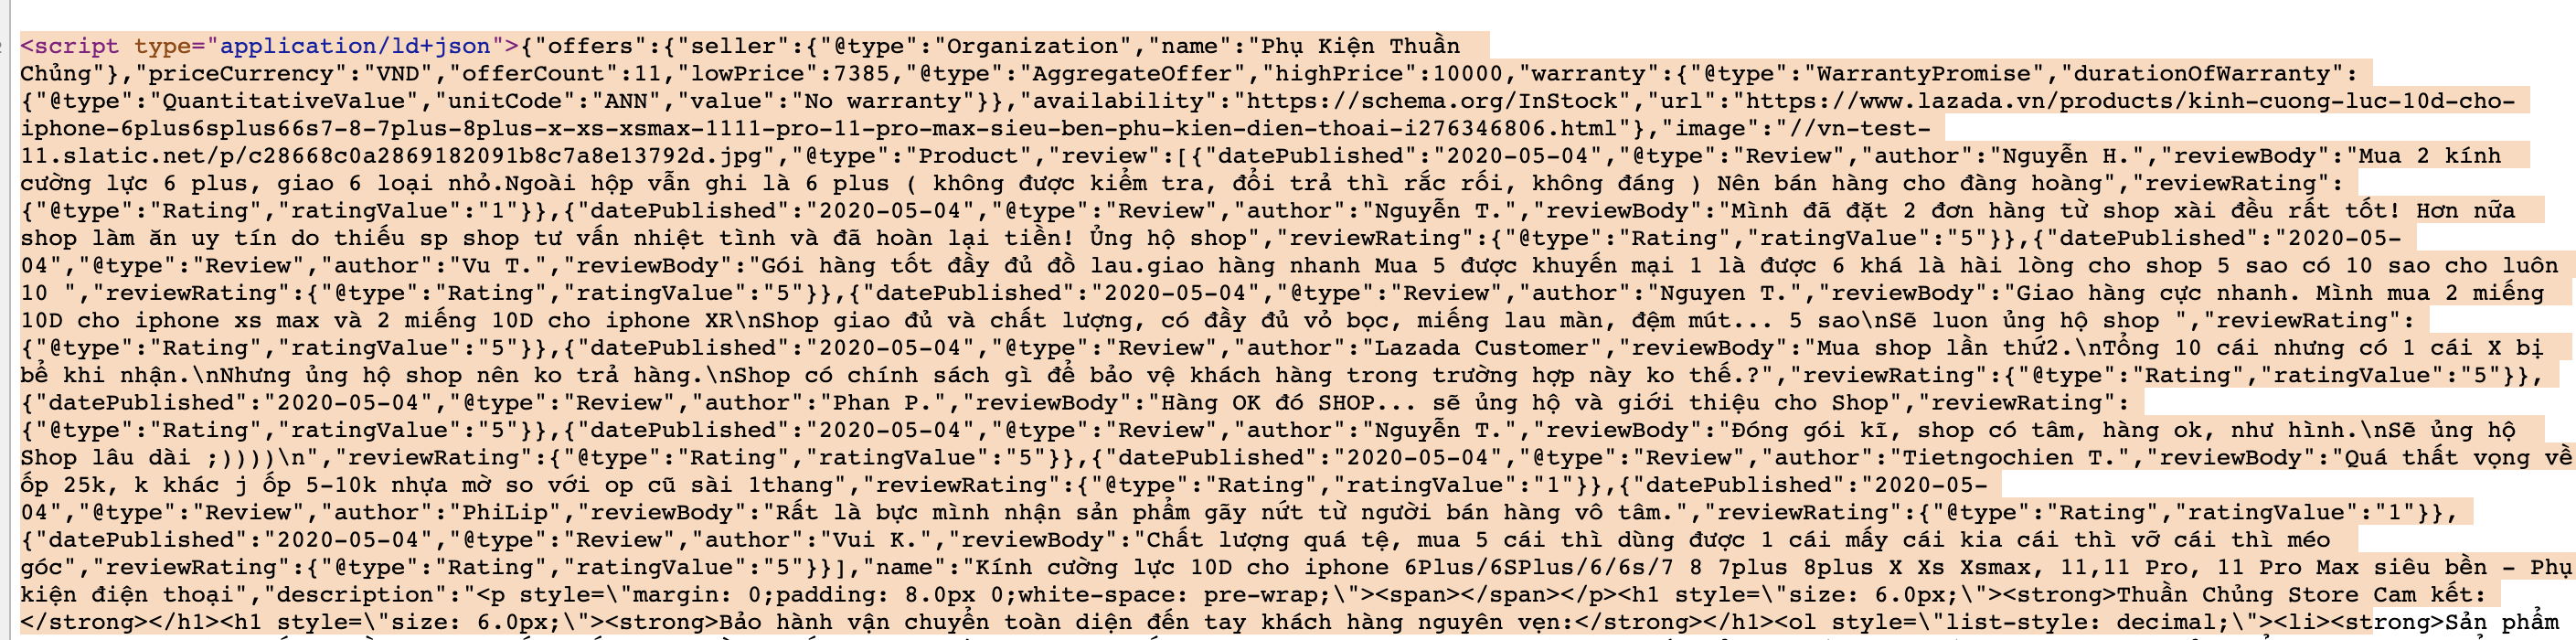 <script type="application/ld+json">{"offers":{"seller":{"@type":"Organization","name":"Phụ Kiện Thuần
Chủng"},"priceCurrency":"VND","offerCount":11,"lowPrice":7385,"@type":"AggregateOffer","highPrice":10000,"warranty":{"@type":"WarrantyPromise","durationOfWarranty":
{"@type":"QuantitativeValue","unitCode":"ANN","value":"No warranty"}},"availability":"https://schema.org/InStock","url":"https://www.lazada.vn/products/kinh-cuong-luc-10d-cho-
iphone-6plus6splus66s7-8-7plus-8plus-x-xs-xsmax-1111-pro-11-pro-max-sieu-ben-phu-kien-dien-thoai-i276346806.html"},"image":"//vn-test-
11.slatic.net/p/c28668c0a2869182091b8c7a8e13792d.jpg","@type":"Product","review":[{"datePublished":"2020-05-04","@type":"Review","author":"Nguyễn H.","reviewBody":"Mua 2 kính
cường lực 6 plus, giao 6 loại nhỏ.Ngoài hộp vẫn ghi là 6 plus ( không được kiểm tra, đổi trả thì rắc rối, không đáng ) Nên bán hàng cho đàng hoàng","reviewRating":
{"@type":"Rating","ratingValue":"1"}},{"datePublished":"2020-05-04","@type":"Review","author":"Nguyễn T.","reviewBody":"Mình đã đặt 2 đơn hàng từ shop xài đều rất tốt! Hơn nữa
shop làm ăn uy tín do thiếu sp shop tư vấn nhiệt tình và đã hoàn lại tiền! Ủng hộ shop","reviewRating":{"@type":"Rating","ratingValue":"5"}},{"datePublished":"2020-05-
04","@type":"Review","author":"Vu T.","reviewBody":"Gói hàng tốt đầy đủ đồ lau.giao hàng nhanh Mua 5 được khuyến mại 1 là được 6 khá là hài lòng cho shop 5 sao có 10 sao cho luôn
10 ","reviewRating":{"@type":"Rating","ratingValue":"5"}},{"datePublished":"2020-05-04","@type":"Review","author":"Nguyen T.","reviewBody":"Giao hàng cực nhanh. Mình mua 2 miếng
10D cho iphone xs max và 2 miếng 10D cho iphone XR\nShop giao đủ và chất lượng, có đầy đủ vỏ bọc, miếng lau màn, đệm mút... 5 sao\nSẽ luon ủng hộ shop ","reviewRating":
{"@type":"Rating","ratingValue":"5"}},{"datePublished":"2020-05-04","@type":"Review","author":"Lazada Customer","reviewBody":"Mua shop lần thứ2.\nTổng 10 cái nhưng có 1 cái X bị
bể khi nhận.\nNhưng ủng hộ shop nên ko trả hàng.\nShop có chính sách gì để bảo vệ khách hàng trong trường hợp này ko thế.?","reviewRating":{"@type":"Rating","ratingValue":"5"}},
{"datePublished":"2020-05-04","@type":"Review","author":"Phan P.","reviewBody":"Hàng OK đó SHOP... sẽ ủng hộ và giới thiệu cho Shop","reviewRating":
{"@type":"Rating","ratingValue":"5"}},{"datePublished":"2020-05-04","@type":"Review","author":"Nguyễn T.","reviewBody":"Đóng gói kĩ, shop có tâm, hàng ok, như hình.\nSẽ ủng hộ
Shop lâu dài ;))))\n","reviewRating":{"@type":"Rating","ratingValue":"5"}},{"datePublished":"2020-05-04","@type":"Review","author":"Tietngochien T.","reviewBody":"Quá thất vọng về
ốp 25k, k khác j ốp 5-10k nhựa mờ so với op cũ sài 1thang","reviewRating":{"@type":"Rating","ratingValue":"1"}},{"datePublished":"2020-05-
04","@type":"Review","author":"PhiLip","reviewBody":"Rất là bực mình nhận sản phẩm gãy nứt từ người bán hàng vô tâm.","reviewRating":{"@type":"Rating","ratingValue":"1"}},
{"datePublished":"2020-05-04","@type":"Review","author":"Vui K.","reviewBody":"Chất lượng quá tệ, mua 5 cái thì dùng được 1 cái mấy cái kia cái thì vỡ cái thì méo
góc","reviewRating":{"@type":"Rating","ratingValue":"5"}}],"name":"Kính cường lực 10D cho iphone 6Plus/6SPlus/6/6s/7 8 7plus 8plus X Xs Xsmax, 11,11 Pro, 11 Pro Max siêu bền – Phụ
kiện điện thoại","description":"<p style=\"margin: 0;padding: 8.0px 0;white-space: pre-wrap;\"><span></span></p><h1 style=\"size: 6.0px;\"><strong>Thuần Chủng Store Cam kết:
</strong></h1><h1 style=\"size: 6.0px;\"><strong>Bảo hành vận chuyển toàn diện đến tay khách hàng nguyên vẹn:</strong></h1><ol style=\"list-style: decimal;\"><li><strong>Sản phẩm